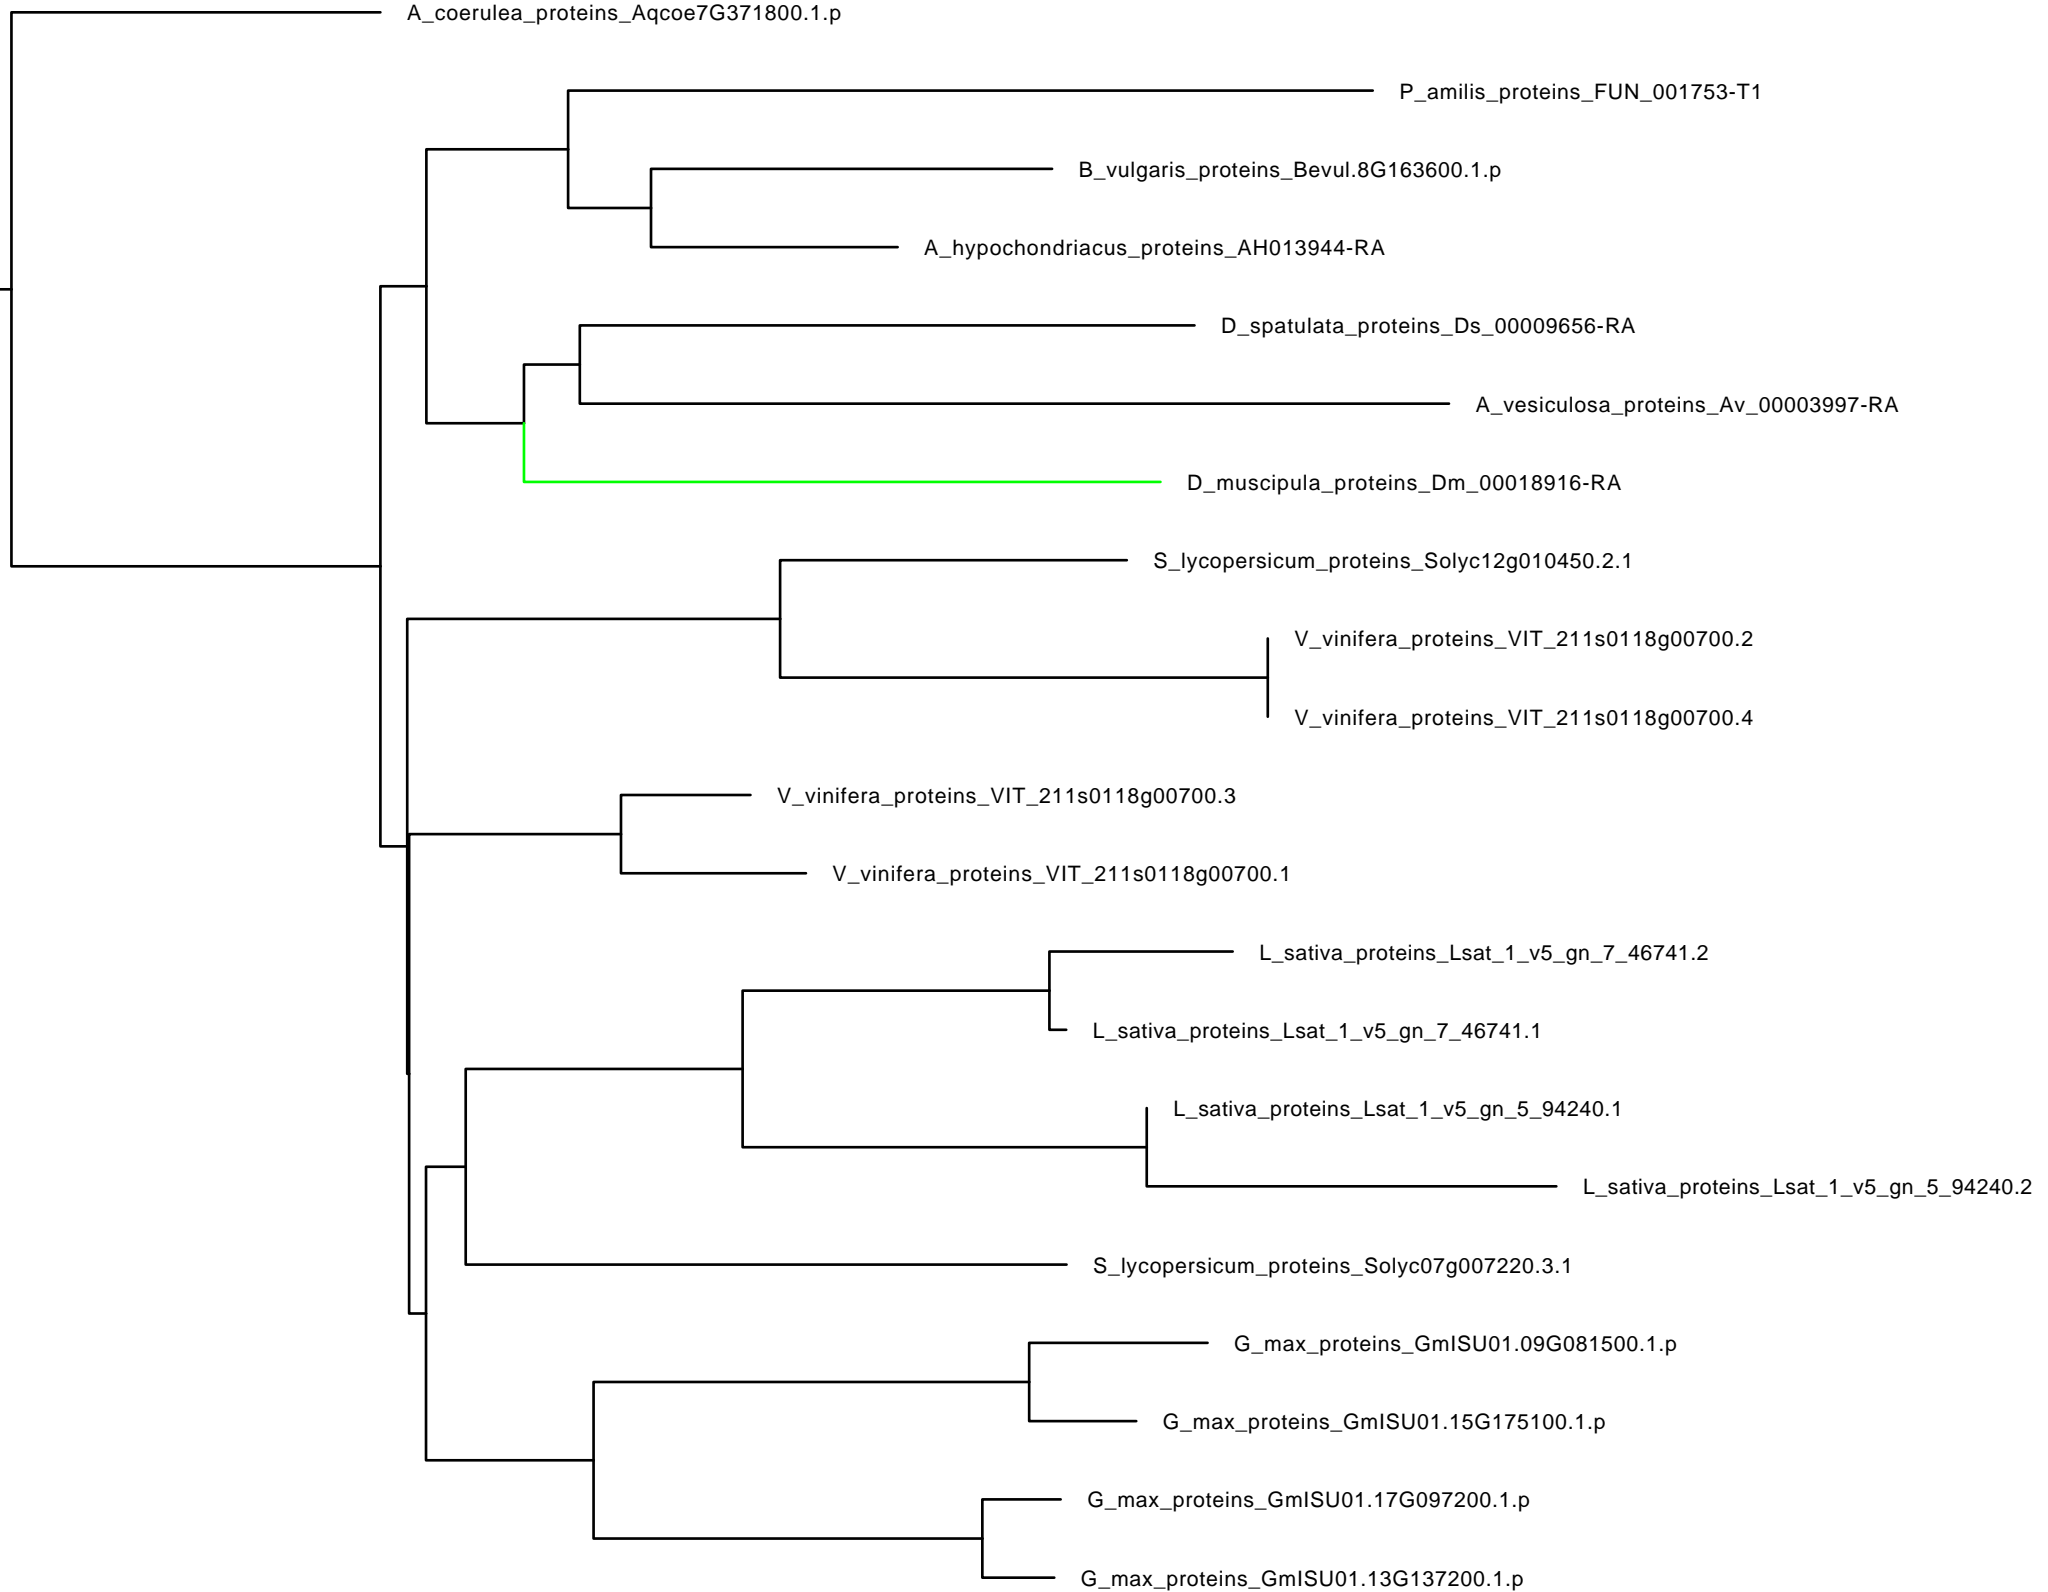 A_coerulea_proteins_Aqcoe7G371800.1.p
P_amilis_proteins_FUN_001753-T1
B_vulgaris_proteins_Bevul.8G163600.1.p
A_hypochondriacus_proteins_AH013944-RA
D_spatulata_proteins_Ds_00009656-RA
A_vesiculosa_proteins_Av_00003997-RA
D_muscipula_proteins_Dm_00018916-RA
S_lycopersicum_proteins_Solyc12g010450.2.1
V_vinifera_proteins_VIT_211s0118g00700.2
V_vinifera_proteins_VIT_211s0118g00700.4
V_vinifera_proteins_VIT_211s0118g00700.3
V_vinifera_proteins_VIT_211s0118g00700.1
L_sativa_proteins_Lsat_1_v5_gn_7_46741.2
L_sativa_proteins_Lsat_1_v5_gn_7_46741.1
L_sativa_proteins_Lsat_1_v5_gn_5_94240.1
L_sativa_proteins_Lsat_1_v5_gn_5_94240.2
S_lycopersicum_proteins_Solyc07g007220.3.1
G_max_proteins_GmISU01.09G081500.1.p
G_max_proteins_GmISU01.15G175100.1.p
G_max_proteins_GmISU01.17G097200.1.p
G_max_proteins_GmISU01.13G137200.1.p